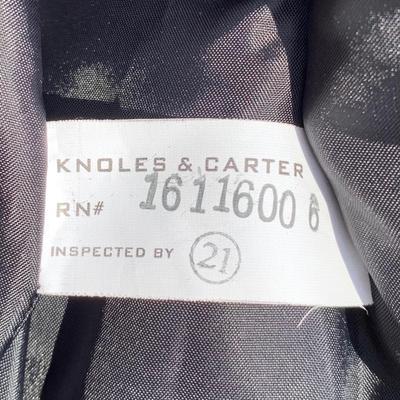 KNOLES & CARTER
RN# 1611600 6
INSPECTED BY 21